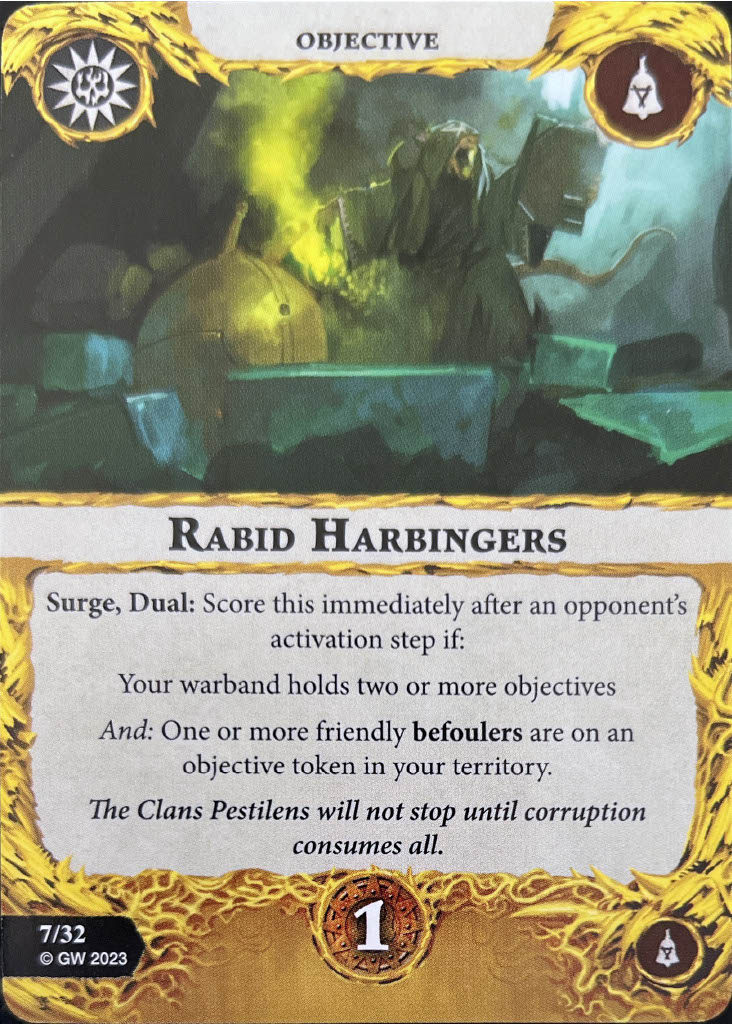 OBJECTIVE
RABID HARBINGERS
Surge, Dual: Score this immediately after an opponent's
activation step if:
Your warband holds two or more objectives
And: One or more friendly befoulers are on an
objective token in your territory.
The Clans Pestilens will not stop until corruption
consumes all.
1
7/32
© GW 2023